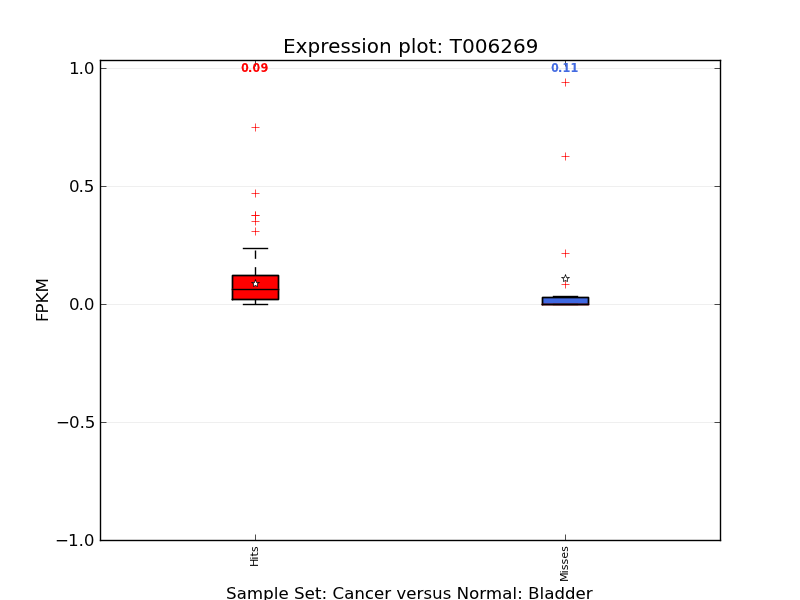 Expression plot: T006269
0.09 0.11
1.0
0.5
0.0
−0.5
−1.0
FPKM
Hits
Misses
Sample Set: Cancer versus Normal: Bladder